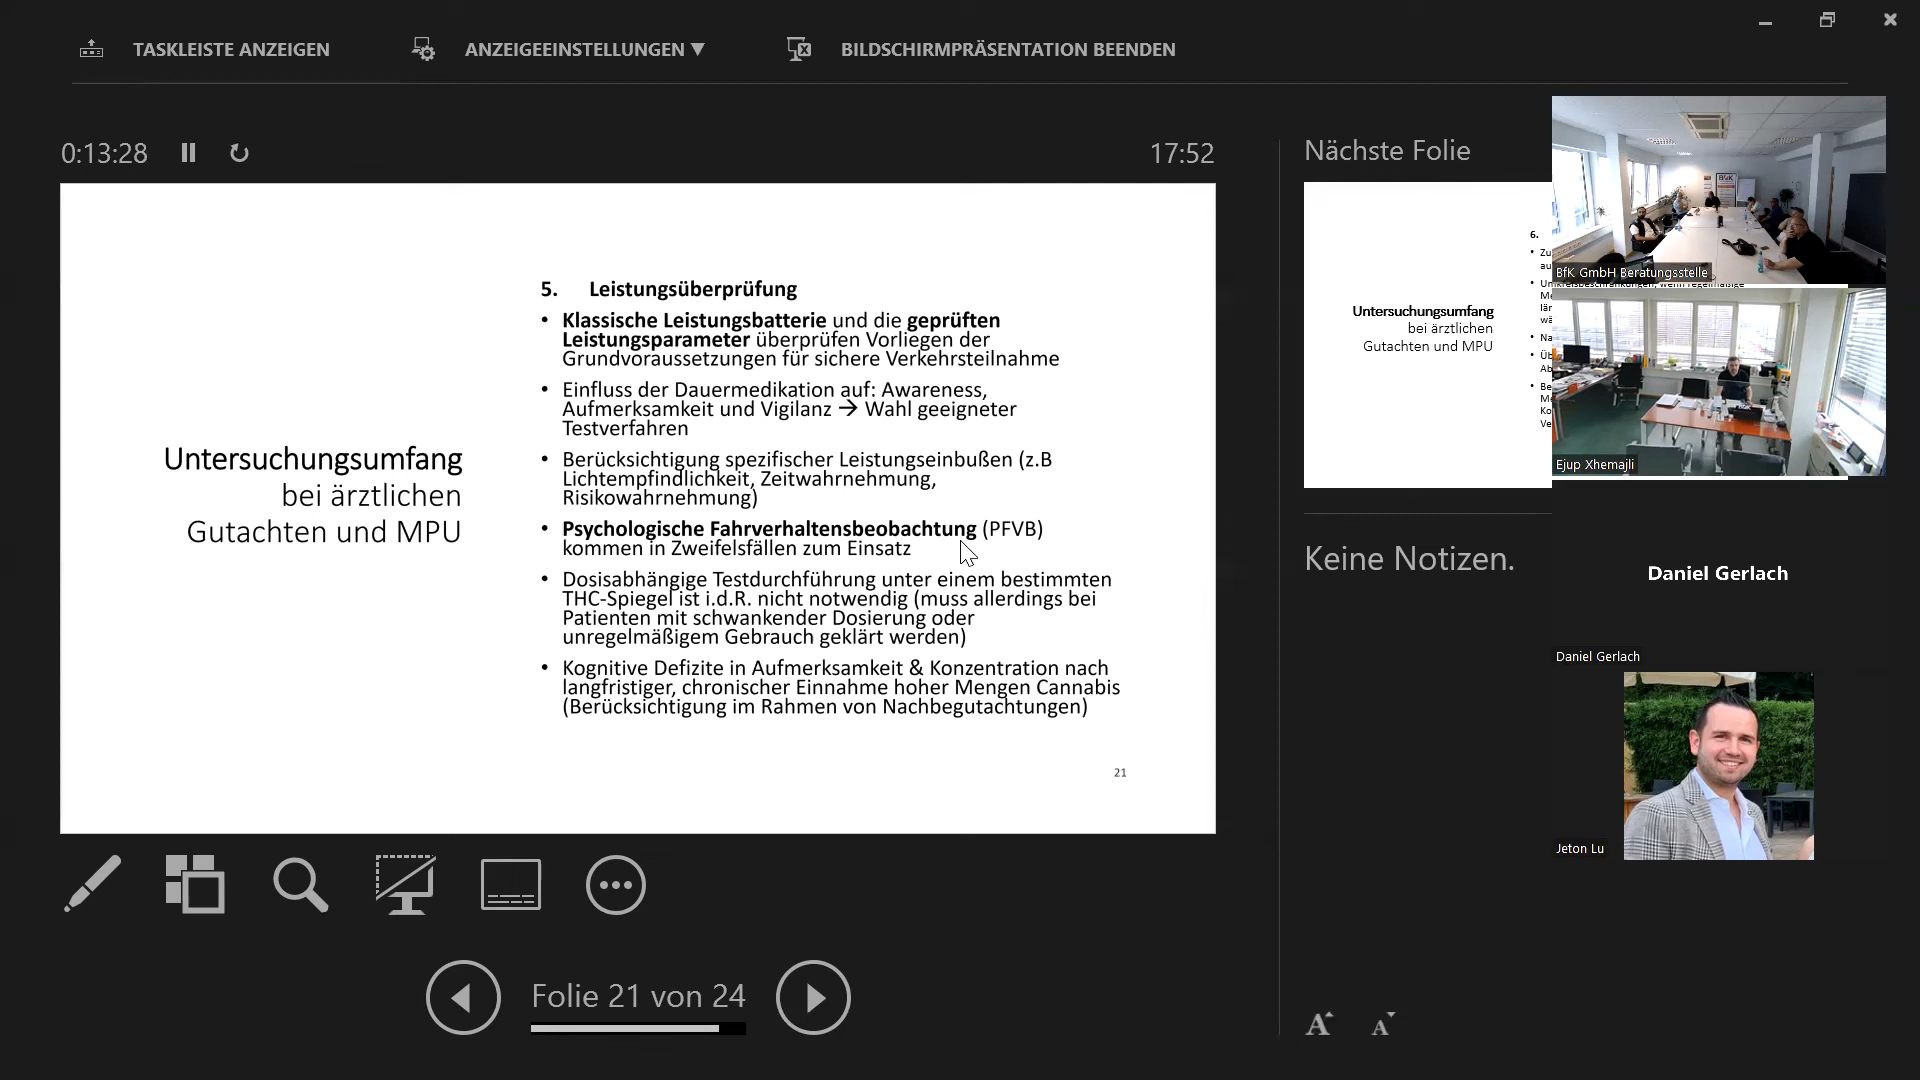 TASKLEISTE ANZEIGEN
ANZEIGEEINSTELLUNGEN ▼
BILDSCHIRMPRÄSENTATION BEENDEN
0:13:28
17:52
Untersuchungsumfang
bei ärztlichen
Gutachten und MPU
5. Leistungsüberprüfung
• Klassische Leistungsbatterie und die geprüften
Leistungsparameter überprüfen Vorliegen der
Grundvoraussetzungen für sichere Verkehrsteilnahme
• Einfluss der Dauermedikation auf: Awareness,
Aufmerksamkeit und Vigilanz → Wahl geeigneter
Testverfahren
• Berücksichtigung spezifischer Leistungseinbußen (z.B
Lichtempfindlichkeit, Zeitwahrnehmung,
Risikowahrnehmung)
• Psychologische Fahrverhaltensbeobachtung (PFVB)
kommen in Zweifelsfällen zum Einsatz
• Dosisabhängige Testdurchführung unter einem bestimmten
THC-Spiegel ist i.d.R. nicht notwendig (muss allerdings bei
Patienten mit schwankender Dosierung oder
unregelmäßigem Gebrauch geklärt werden)
• Kognitive Defizite in Aufmerksamkeit & Konzentration nach
langfristiger, chronischer Einnahme hoher Mengen Cannabis
(Berücksichtigung im Rahmen von Nachbegutachtungen)
21
Folie 21 von 24
Nächste Folie
Untersuchungsumfang
bei ärztlichen
Gutachten und MPU
6.
Keine Notizen.
A A
BfK GmbH Beratungsstelle
Ejup Xhemajli
Daniel Gerlach
Daniel Gerlach
Jeton Lu